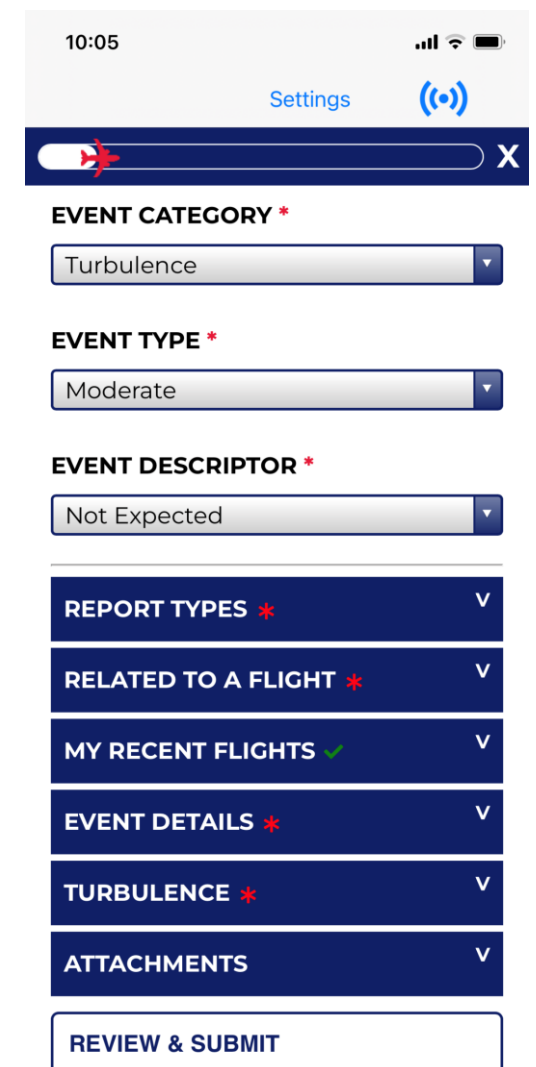 10:05
Settings
X
EVENT CATEGORY *
Turbulence
EVENT TYPE *
Moderate
EVENT DESCRIPTOR *
Not Expected
REPORT TYPES *
RELATED TO A FLIGHT *
MY RECENT FLIGHTS ✓
EVENT DETAILS *
TURBULENCE *
ATTACHMENTS
REVIEW & SUBMIT